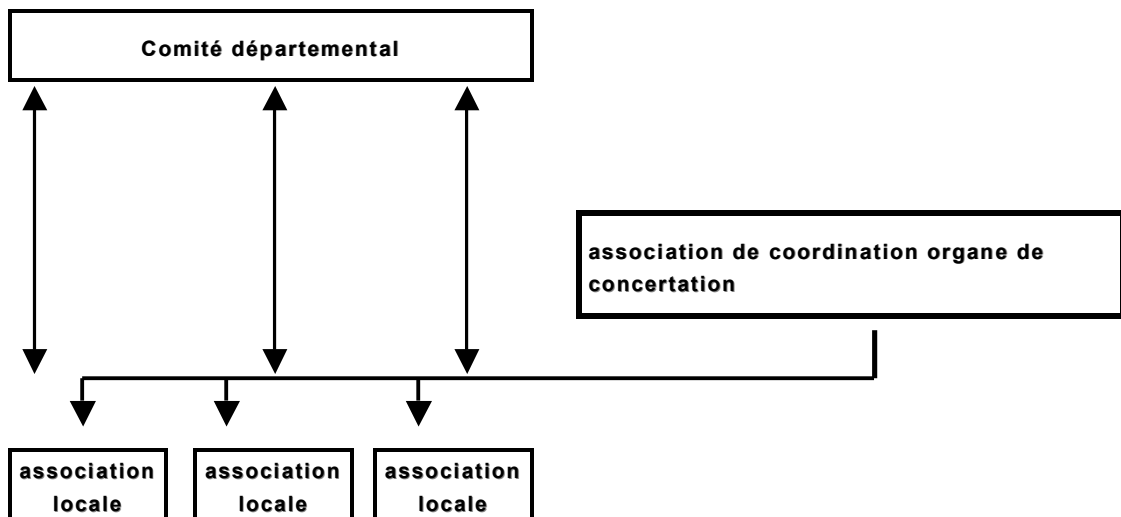 Comité départemental
association de coordination organe de
concertation
association
locale
association
locale
association
locale